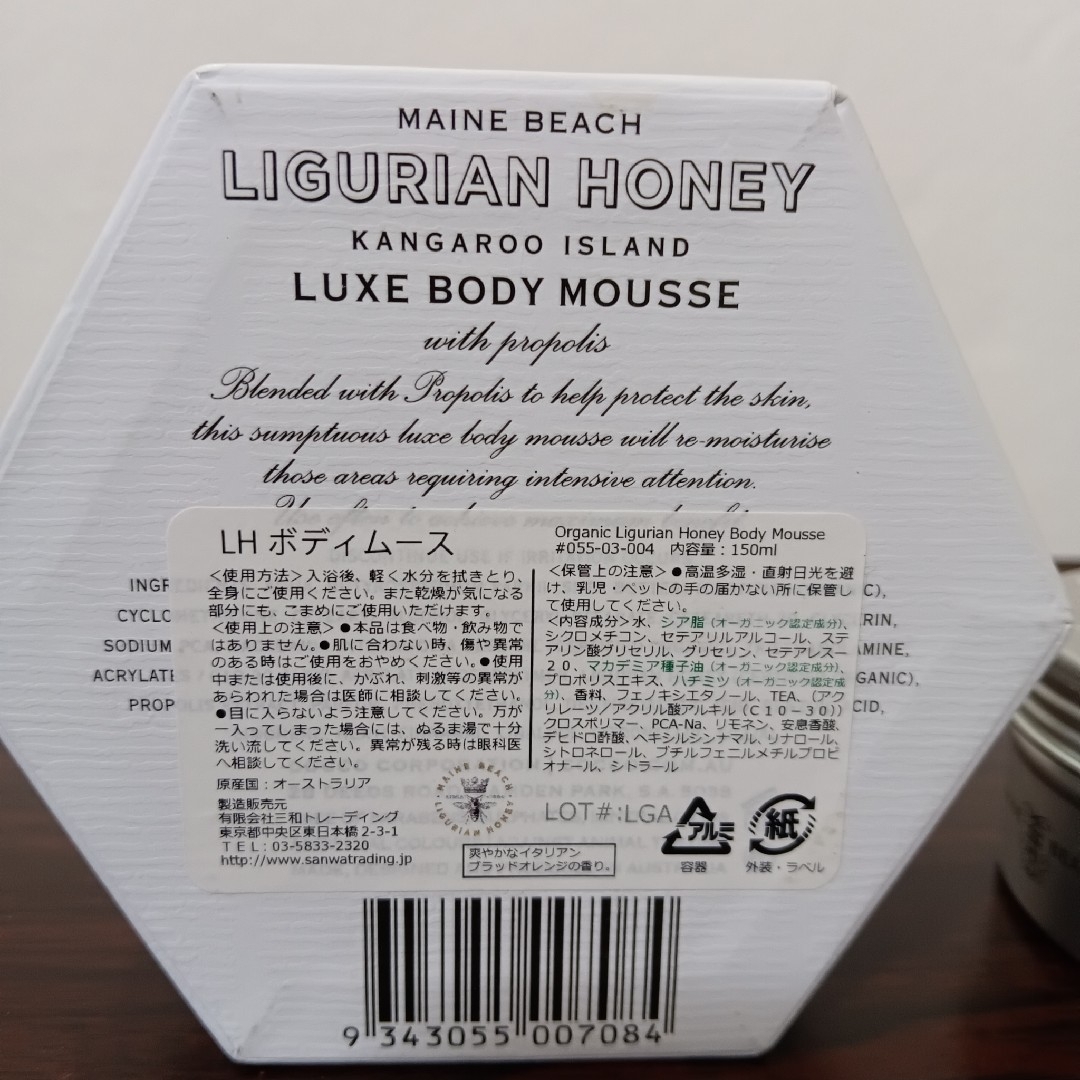 MAINE BEACH
LIGURIAN HONEY
KANGAROO ISLAND
LUXE BODY MOUSSE
with propolis
Blended with Propolis to help protect the skin,
this sumptuous luxe body mousse will re-moisturise
those areas requiring intensive attention.
LH ボディムース
<使用方法>入浴後、軽く水分を拭きとり、
全身にご使用ください。また乾燥が気になる
部分にも、こまめにご使用いただけます。
<使用上の注意>●本品は食べ物・飲み物で
はありません。●肌に合わない時、傷や異常
のある時はご使用をおやめください。●使用
中または使用後に、かぶれ、刺激等の異常が
あらわれた場合は医師に相談してください。
●目に入らないよう注意してください。万が
一入ってしまった場合には、ぬるま湯で十分
洗い流してください。異常が残る時は眼科医
へ相談してください。
原産国:オーストラリア
製造販売元
有限会社三和トレーディング
東京都中央区東日本橋2-3-1
TEL:03-5833-2320
http://www.sanwatrading.jp
MAINE BEACH
LIGURIAN HONEY
爽やかなイタリアン
ブラッドオレンジの香り。
Organic Ligurian Honey Body Mousse
#055-03-004 内容量:150ml
<保管上の注意>●高温多湿・直射日光を避
け、乳児・ペットの手の届かない所に保管し
て使用してください。
<内容成分>水、シア脂(オーガニック認定成分)、
シクロメチコン、セテアリルアルコール、ステ
アリン酸グリセリル、グリセリン、セテアレス-
20、マカデミア種子油(オーガニック認定成分)、
プロポリスエキス、ハチミツ(オーガニック認定成
分)、香料、フェノキシエタノール、TEA、(アク
リレーツ/アクリル酸アルキル(C10-30))
クロスポリマー、PCA-Na、リモネン、安息香酸、
デヒドロ酢酸、ヘキシルシンナマル、リナロール、
シトロネロール、ブチルフェニルメチルプロピ
オナール、シトラール
LOT#:LGA
アルミ
容器
紙
外装・ラベル
9 343055 007084